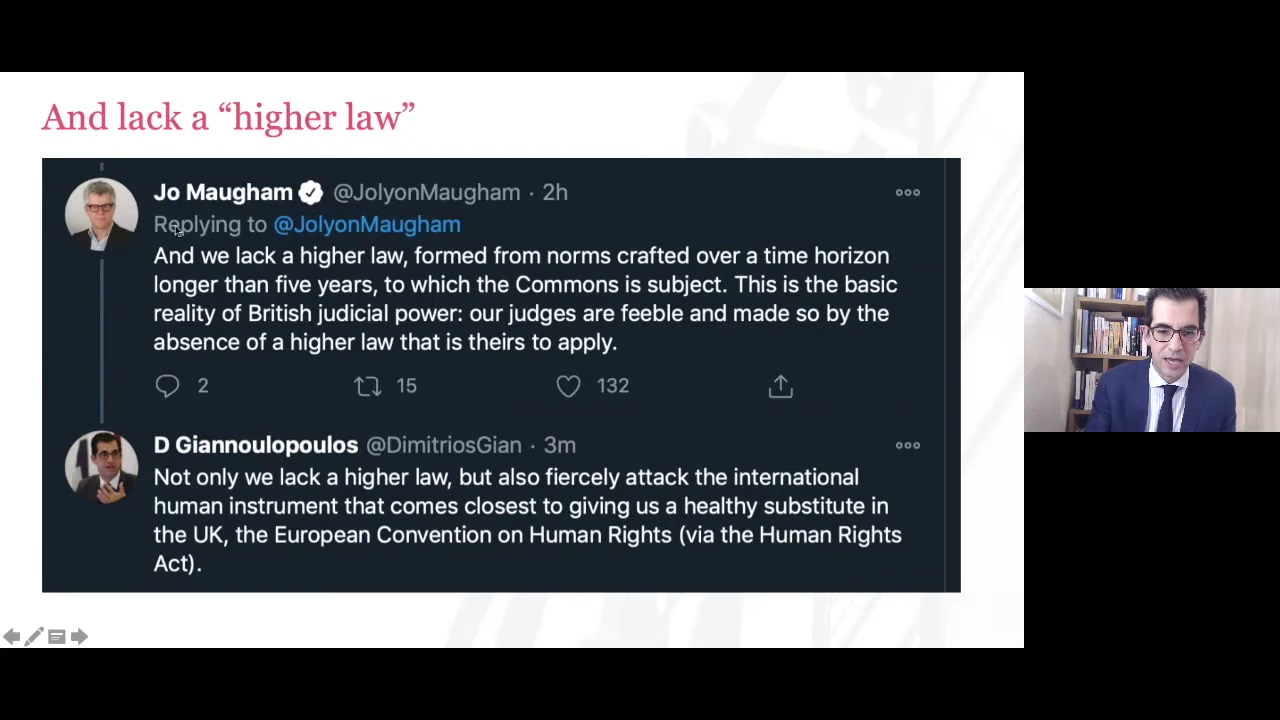 And lack a “higher law”
Jo Maugham @JolyonMaugham · 2h
Replying to @JolyonMaugham
And we lack a higher law, formed from norms crafted over a time horizon
longer than five years, to which the Commons is subject. This is the basic
reality of British judicial power: our judges are feeble and made so by the
absence of a higher law that is theirs to apply.
2 15 132
D Giannoulopoulos @DimitriosGian · 3m
Not only we lack a higher law, but also fiercely attack the international
human instrument that comes closest to giving us a healthy substitute in
the UK, the European Convention on Human Rights (via the Human Rights
Act).